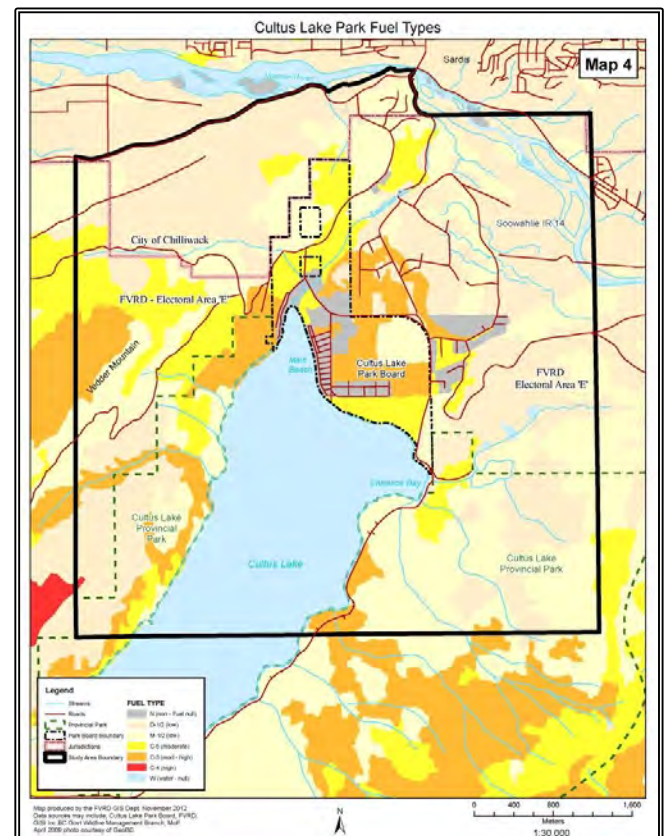 Cultus Lake Park Fuel Types
Map 4
Sardis
City of Chilliwack
Soowahlie IR 14
FVRD - Electoral Area 'E'
Vedder Mountain
Main
Beach
Cultus Lake
Park Board
FVRD
Electoral Area 'E'
Cultus Lake
Provincial
Park
Cultus Lake
Cultus Lake
Provincial Park
Legend
Streams
Roads
Provincial Park
Park Board Boundary
Jurisdictions
Study Area Boundary
FUEL TYPE
N (non - Fuel null)
D-1/2 (low)
M-1/2 (low)
C-5 (moderate)
C-3 (mod - high)
C-4 (high)
W (water - null)
Map produced by the FVRD GIS Dept. November 2012
Data sources may include, Cultus Lake Park Board, FVRD,
April 2009 photo courtesy of GeoBC
N
0 400 800 1,600
Meters
1:30,000